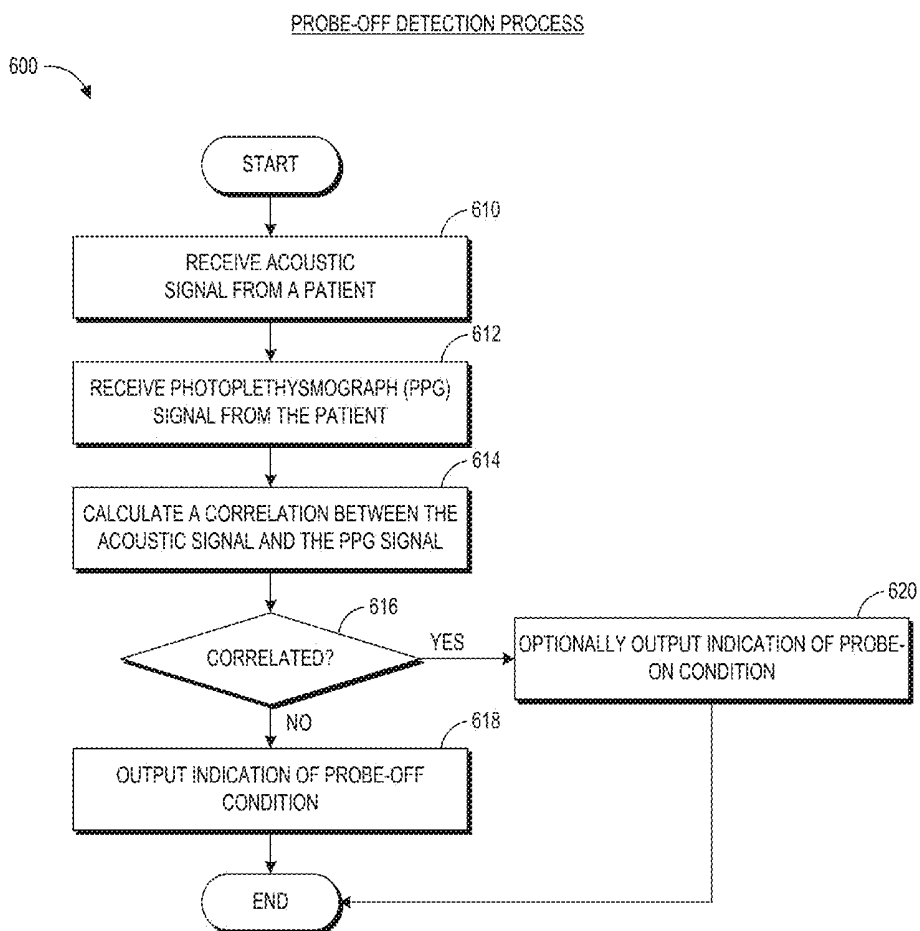 PROBE-OFF DETECTION PROCESS
600
START
610
RECEIVE ACOUSTIC
SIGNAL FROM A PATIENT
612
RECEIVE PHOTOPLETHYSMOGRAPH (PPG)
SIGNAL FROM THE PATIENT
614
CALCULATE A CORRELATION BETWEEN THE
ACOUSTIC SIGNAL AND THE PPG SIGNAL
616
CORRELATED?
YES
620
OPTIONALLY OUTPUT INDICATION OF PROBE-
ON CONDITION
NO
618
OUTPUT INDICATION OF PROBE-OFF
CONDITION
END